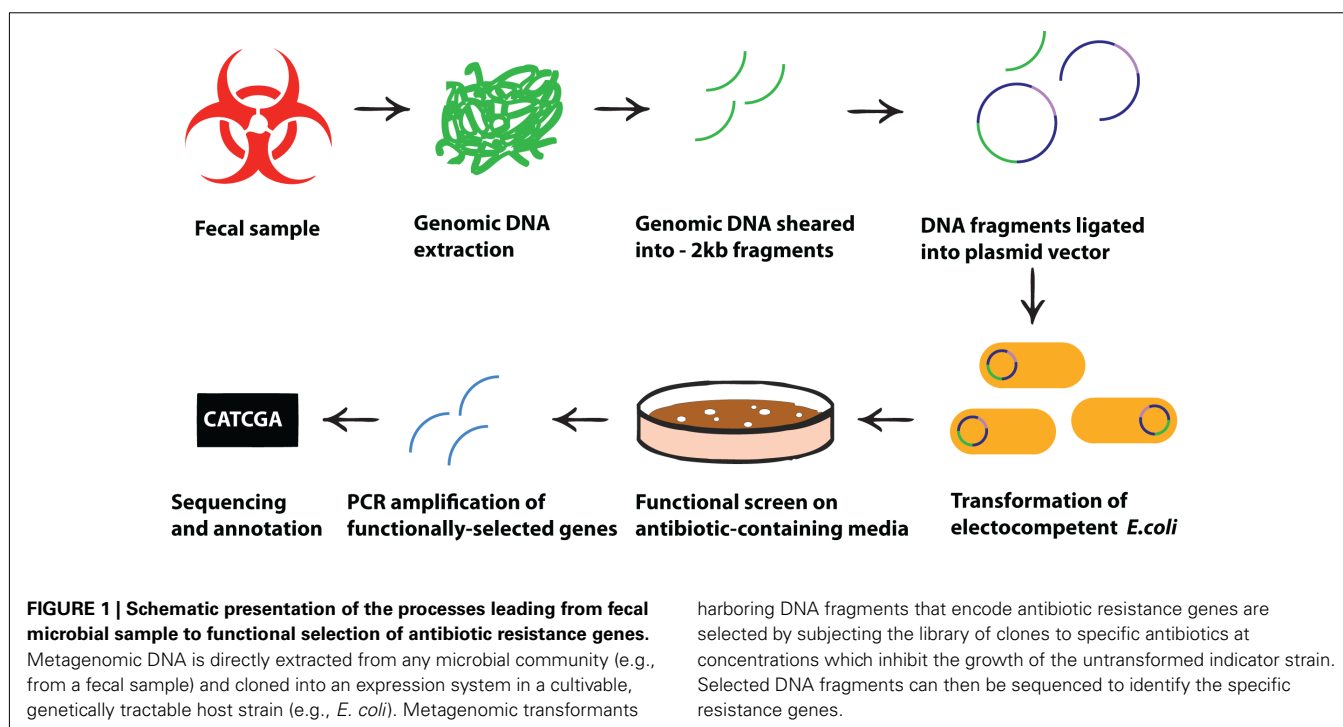 Fecal sample
Genomic DNA
extraction
Genomic DNA sheared
into - 2kb fragments
DNA fragments ligated
into plasmid vector
CATCGA
Sequencing
and annotation
PCR amplification of
functionally-selected genes
Functional screen on
antibiotic-containing media
Transformation of
electocompetent E.coli
FIGURE 1 | Schematic presentation of the processes leading from fecal
microbial sample to functional selection of antibiotic resistance genes.
Metagenomic DNA is directly extracted from any microbial community (e.g.,
from a fecal sample) and cloned into an expression system in a cultivable,
genetically tractable host strain (e.g., E. coli). Metagenomic transformants
harboring DNA fragments that encode antibiotic resistance genes are
selected by subjecting the library of clones to specific antibiotics at
concentrations which inhibit the growth of the untransformed indicator strain.
Selected DNA fragments can then be sequenced to identify the specific
resistance genes.